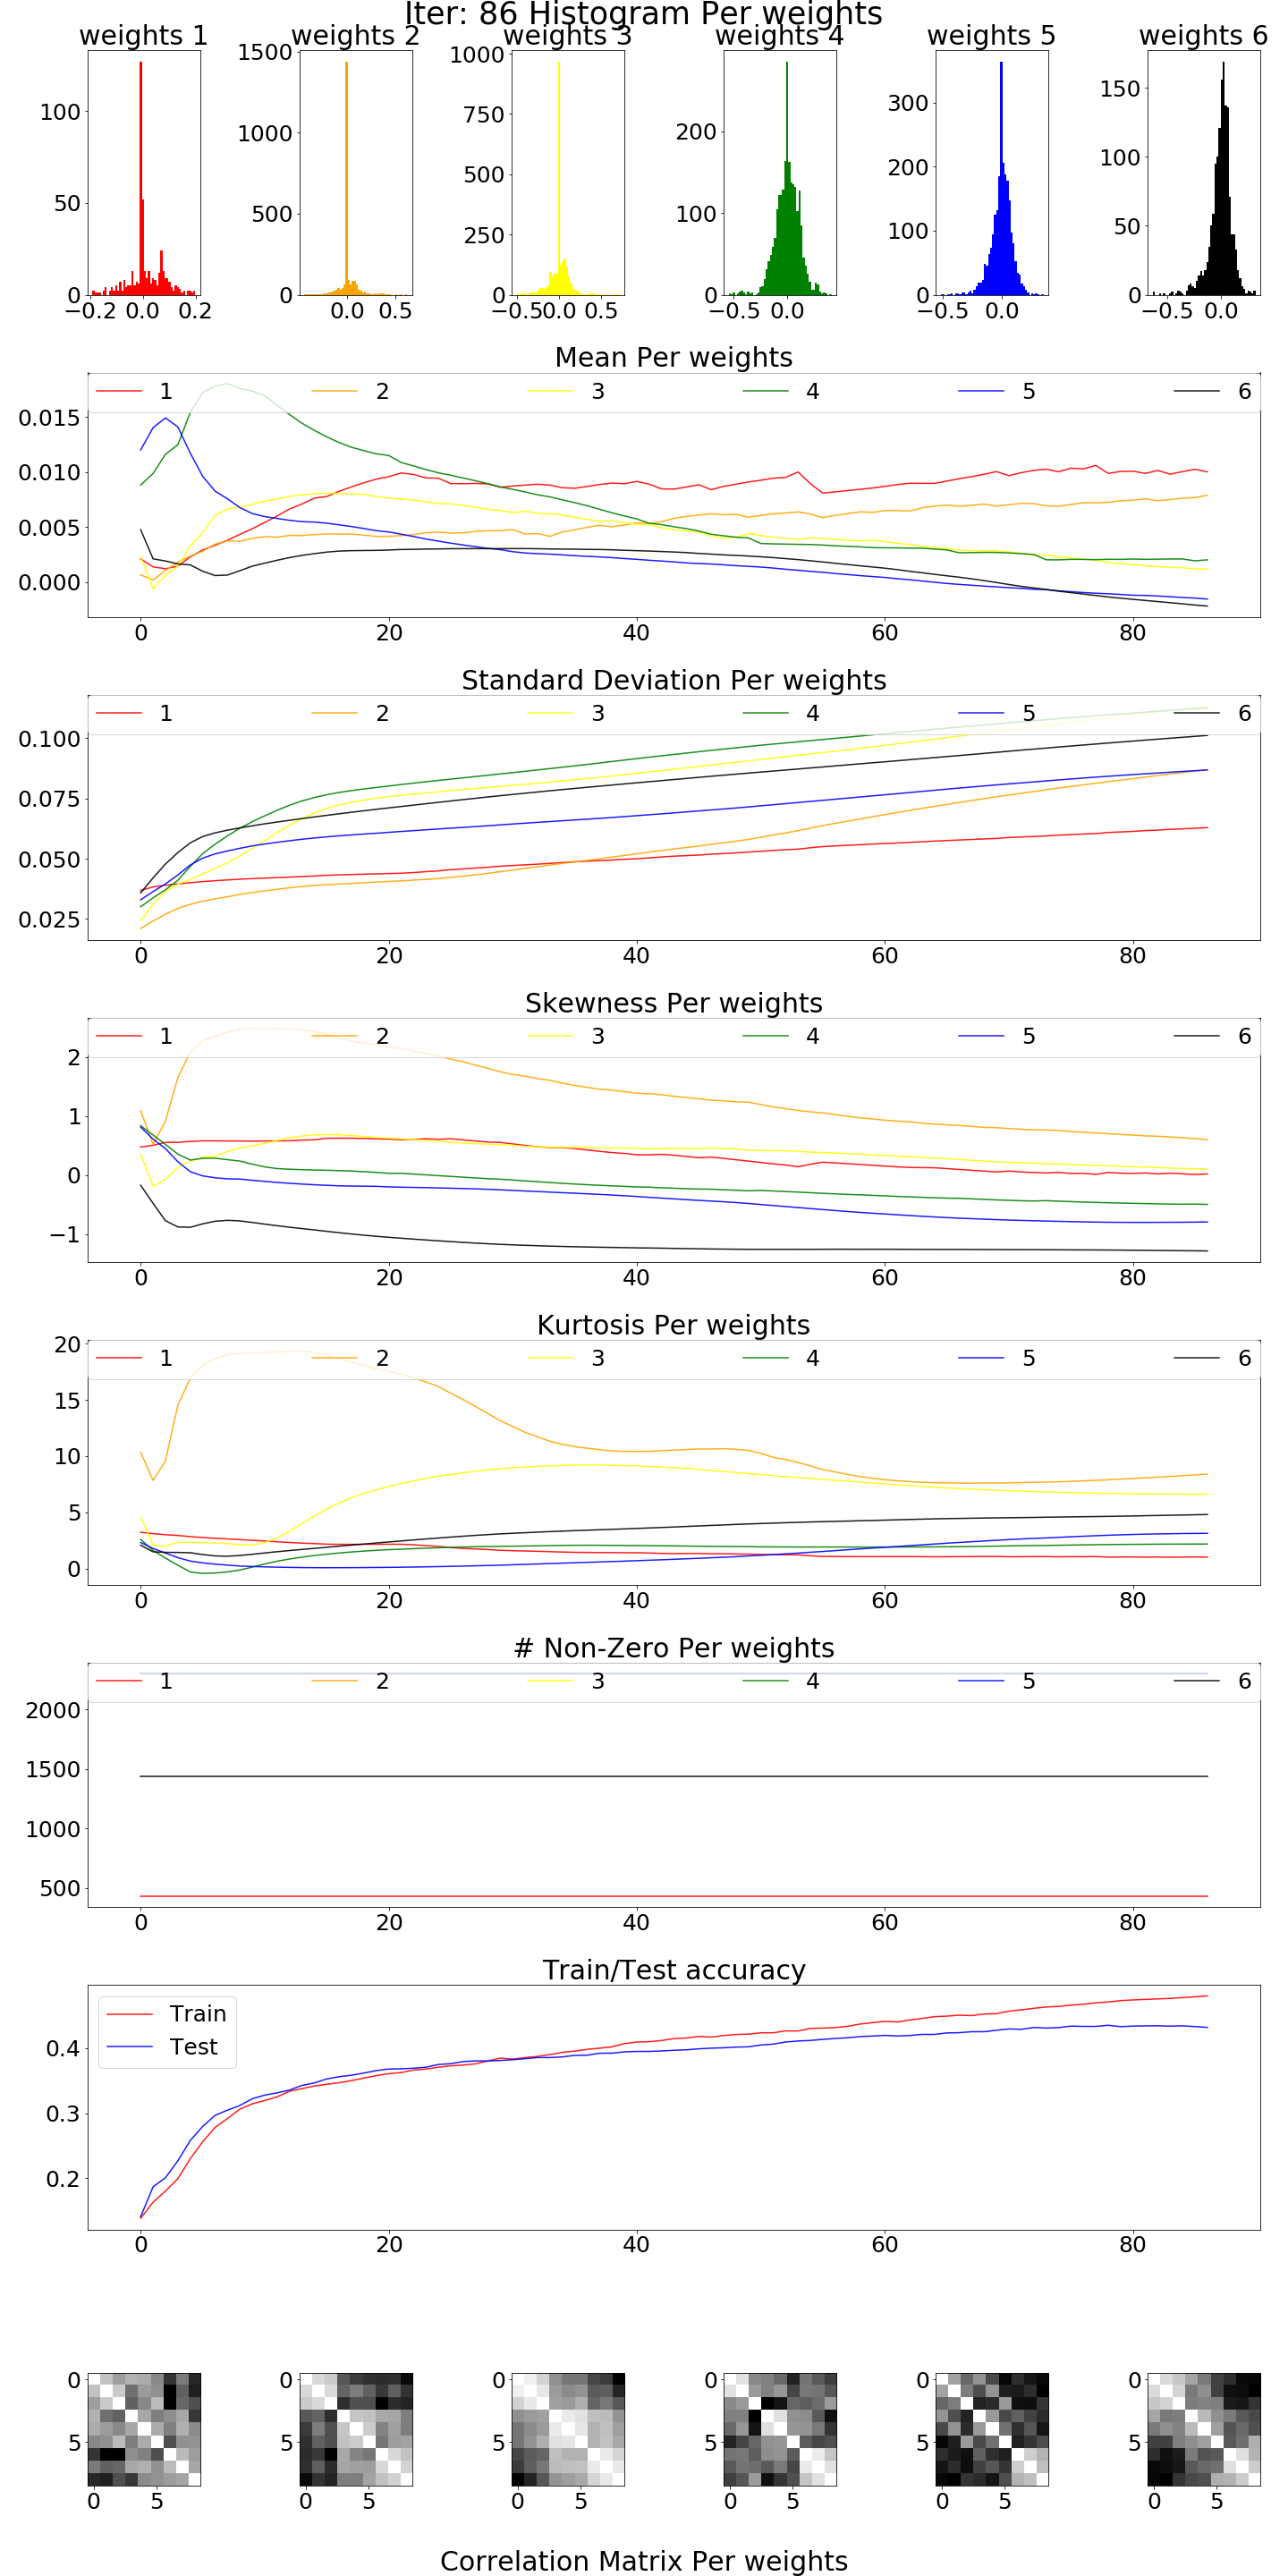 Iter: 86 Histogram Per weights
weights 1 weights 2 weights 3 weights 4 weights 5 weights 6
100
50
0
−0.2 0.0 0.2
1500
1000
500
0
0.0 0.5
1000
750
500
250
0
−0.5 0.0 0.5
200
100
0
−0.5 0.0
300
200
100
0
−0.5 0.0
150
100
50
0
−0.5 0.0
Mean Per weights
1 2 3 4 5 6
0.015
0.010
0.005
0.000
0 20 40 60 80
Standard Deviation Per weights
1 2 3 4 5 6
0.100
0.075
0.050
0.025
0 20 40 60 80
Skewness Per weights
1 2 3 4 5 6
2
1
0
−1
0 20 40 60 80
Kurtosis Per weights
1 2 3 4 5 6
20
15
10
5
0
0 20 40 60 80
# Non-Zero Per weights
1 2 3 4 5 6
2000
1500
1000
500
0 20 40 60 80
Train/Test accuracy
Train
Test
0.4
0.3
0.2
0 20 40 60 80
0 0 0 0 0 0
5 5 5 5 5 5
0 5 0 5 0 5 0 5 0 5 0 5
Correlation Matrix Per weights